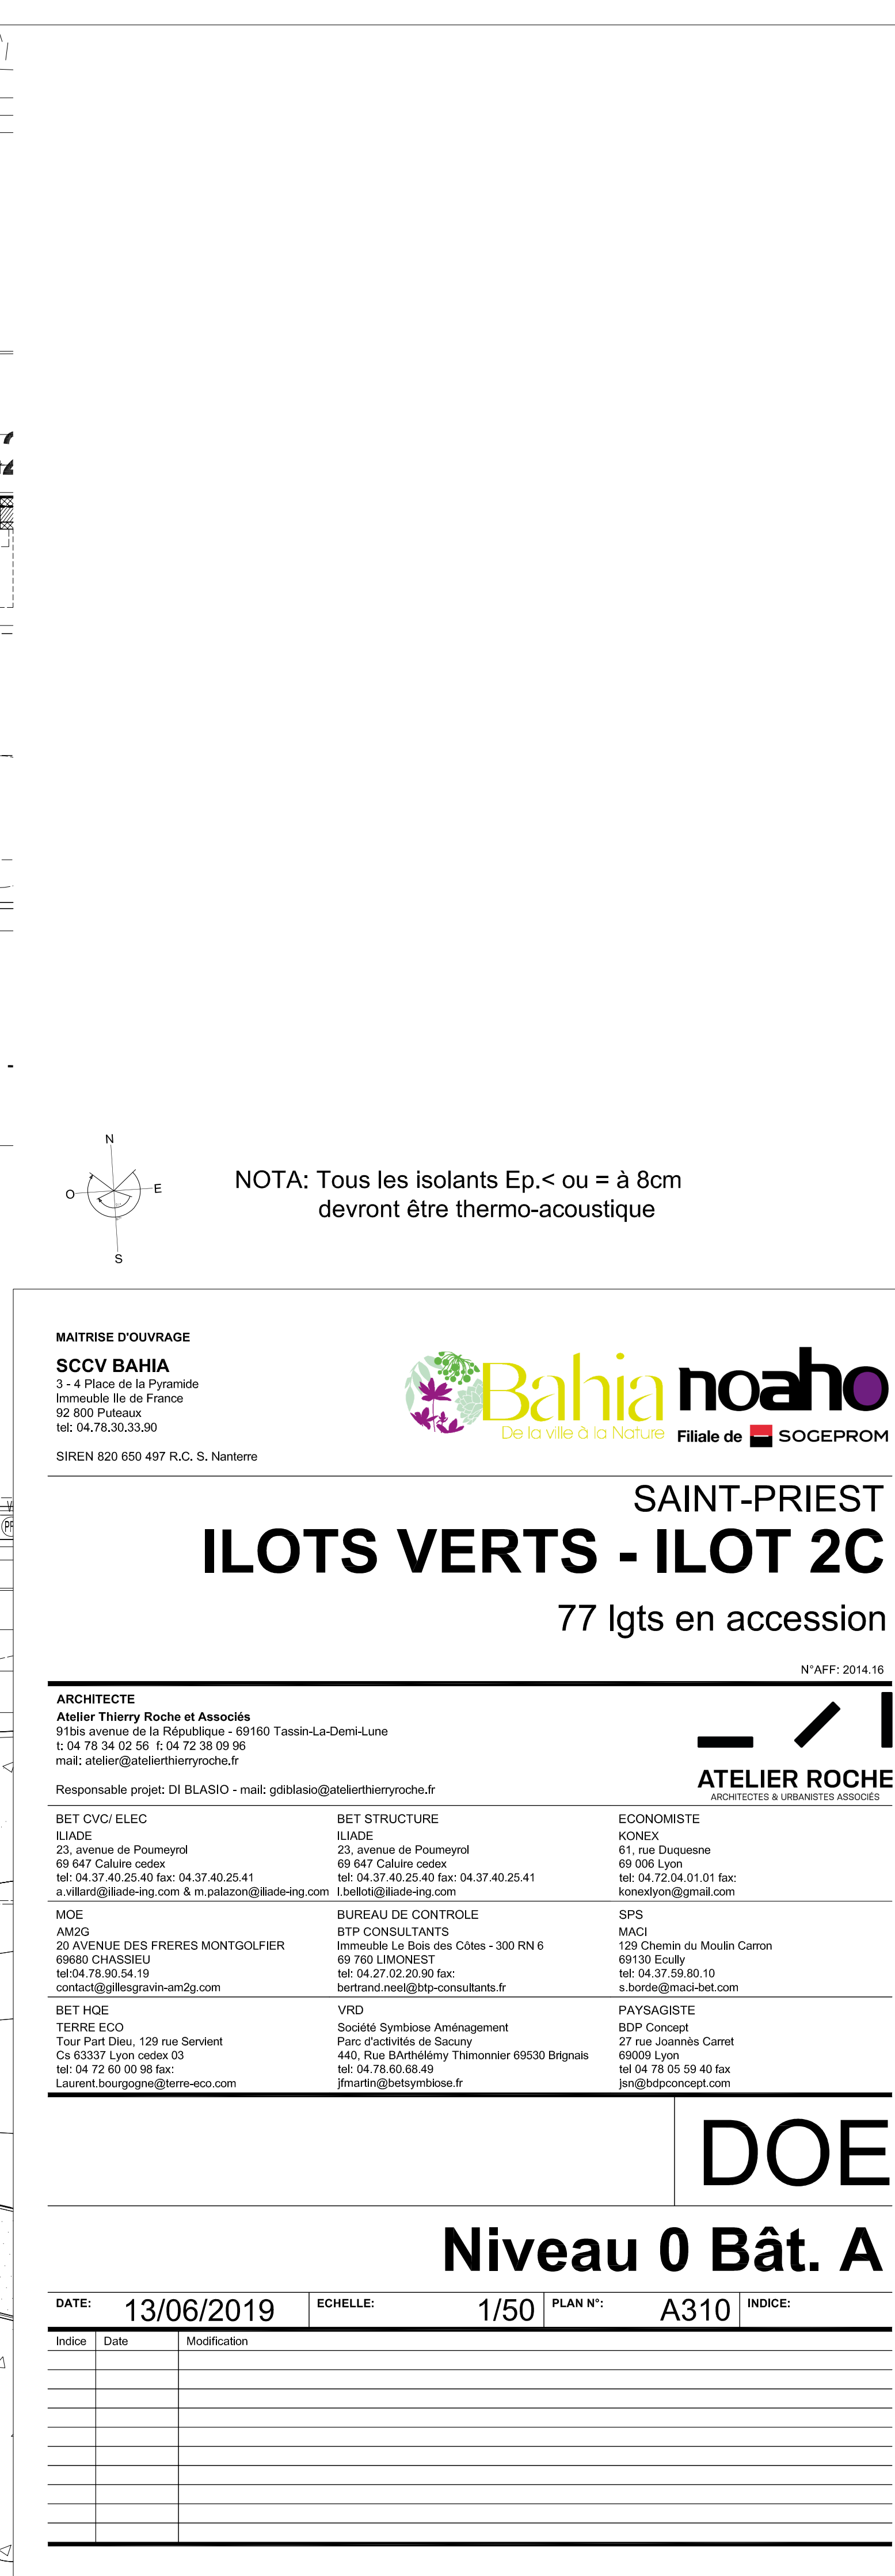 N
O
E
S
NOTA: Tous les isolants Ep.< ou = à 8cm
devront être thermo-acoustique
MAITRISE D'OUVRAGE
SCCV BAHIA
3 - 4 Place de la Pyramide
Immeuble Ile de France
92 800 Puteaux
tel: 04.78.30.33.90
SIREN 820 650 497 R.C. S. Nanterre
Bahia
De la ville à la Nature
noaho
Filiale de SOGEPROM
SAINT-PRIEST
ILOTS VERTS - ILOT 2C
77 lgts en accession
N°AFF: 2014.16
ARCHITECTE
Atelier Thierry Roche et Associés
91bis avenue de la République - 69160 Tassin-La-Demi-Lune
t: 04 78 34 02 56 f: 04 72 38 09 96
mail: atelier@atelierthierryroche.fr
Responsable projet: DI BLASIO - mail: gdiblasio@atelierthierryroche.fr
ATELIER ROCHE
ARCHITECTES & URBANISTES ASSOCIÉS
BET CVC/ ELEC
ILIADE
23, avenue de Poumeyrol
69 647 Caluire cedex
tel: 04.37.40.25.40 fax: 04.37.40.25.41
a.villard@iliade-ing.com & m.palazon@iliade-ing.com
BET STRUCTURE
ILIADE
23, avenue de Poumeyrol
69 647 Caluire cedex
tel: 04.37.40.25.40 fax: 04.37.40.25.41
l.belloti@iliade-ing.com
ECONOMISTE
KONEX
61, rue Duquesne
69 006 Lyon
tel: 04.72.04.01.01 fax:
konexlyon@gmail.com
MOE
AM2G
20 AVENUE DES FRERES MONTGOLFIER
69680 CHASSIEU
tel:04.78.90.54.19
contact@gillesgravin-am2g.com
BUREAU DE CONTROLE
BTP CONSULTANTS
Immeuble Le Bois des Côtes - 300 RN 6
69 760 LIMONEST
tel: 04.27.02.20.90 fax:
bertrand.neel@btp-consultants.fr
SPS
MACI
129 Chemin du Moulin Carron
69130 Ecully
tel: 04.37.59.80.10
s.borde@maci-bet.com
BET HQE
TERRE ECO
Tour Part Dieu, 129 rue Servient
Cs 63337 Lyon cedex 03
tel: 04 72 60 00 98 fax:
Laurent.bourgogne@terre-eco.com
VRD
Société Symbiose Aménagement
Parc d'activités de Sacuny
440, Rue BArthélémy Thimonnier 69530 Brignais
tel: 04.78.60.68.49
jfmartin@betsymbiose.fr
PAYSAGISTE
BDP Concept
27 rue Joannès Carret
69009 Lyon
tel 04 78 05 59 40 fax
jsn@bdpconcept.com
DOE
Niveau 0 Bât. A
DATE: 13/06/2019 ECHELLE: 1/50 PLAN N°: A310 INDICE:
Indice Date Modification